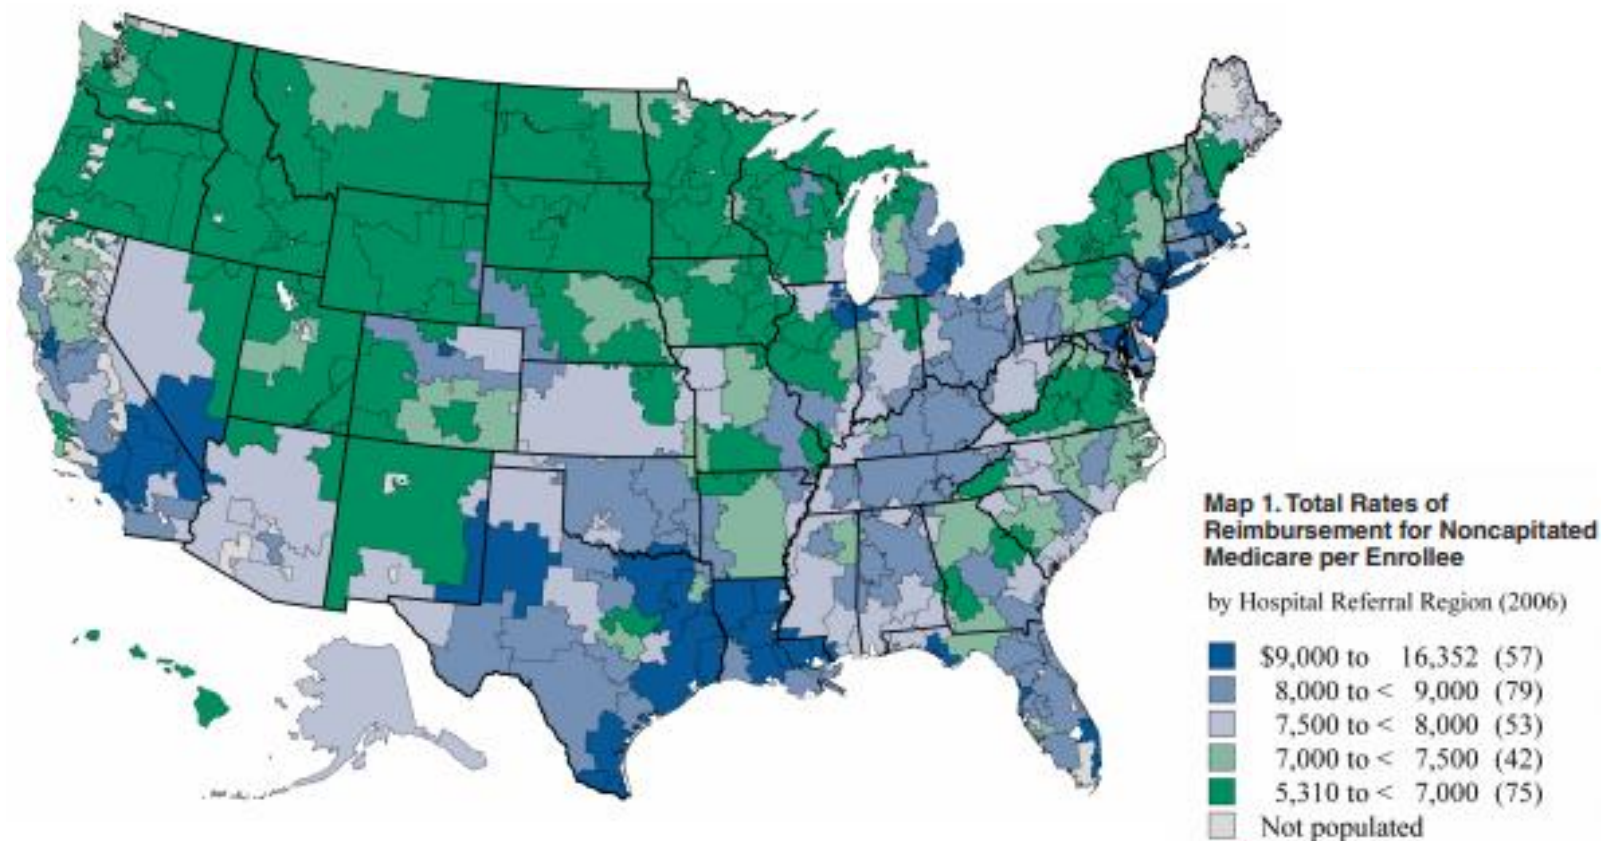 Map 1. Total Rates of
Reimbursement for Noncapitated
Medicare per Enrollee
by Hospital Referral Region (2006)
$9,000 to 16,352 (57)
8,000 to < 9,000 (79)
7,500 to < 8,000 (53)
7,000 to < 7,500 (42)
5,310 to < 7,000 (75)
Not populated